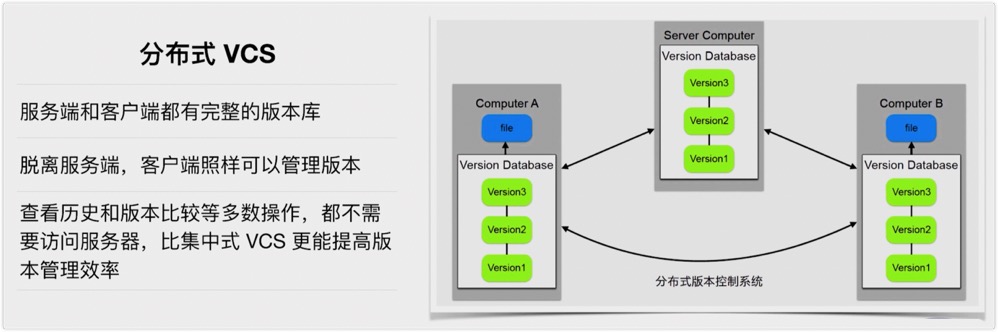 分布式 VCS
服务端和客户端都有完整的版本库
脱离服务端，客户端照样可以管理版本
查看历史和版本比较等多数操作，都不需
要访问服务器，比集中式 VCS 更能提高版
本管理效率
Server Computer
Version Database
Version3
Version2
Version1
Computer A
file
Version Database
Version3
Version2
Version1
Computer B
file
Version Database
Version3
Version2
Version1
分布式版本控制系统